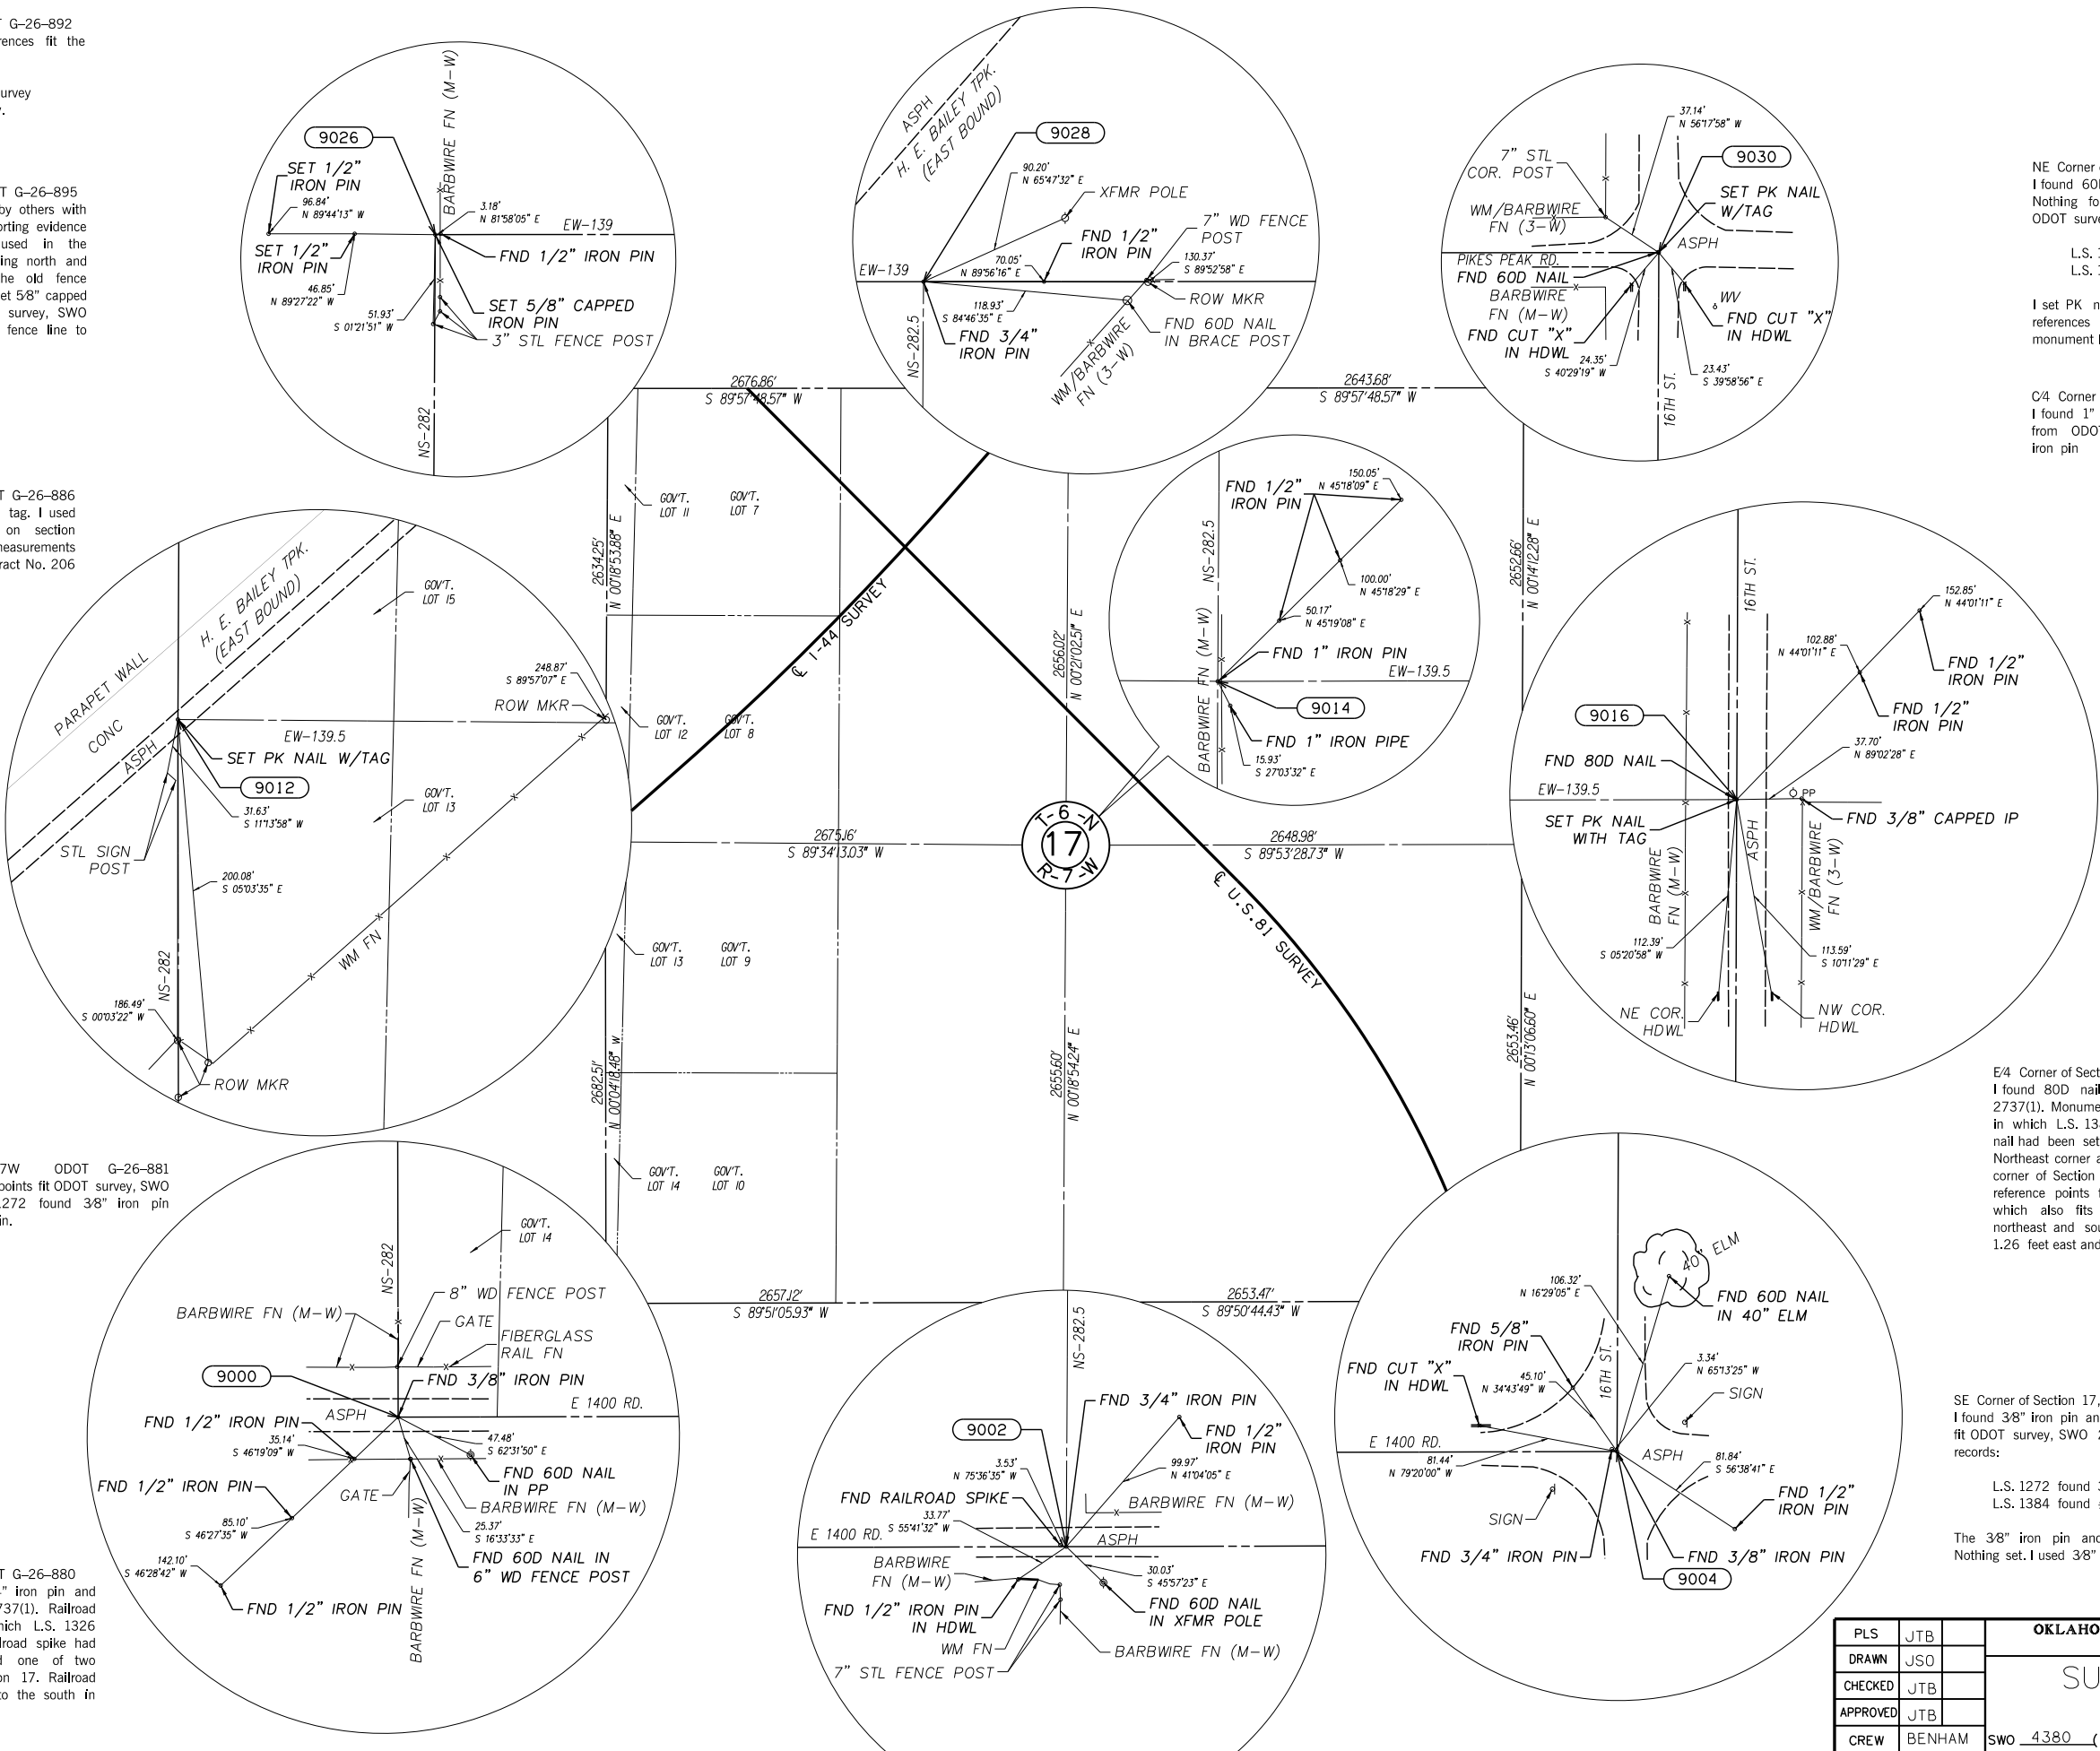 T G-26-892
rences fit the
urvey
T G-26-895
by others with
orting evidence
used in the
ing north and
he old fence
et 5/8" capped
survey, SWO
fence line to
T G-26-886
tag. I used
on section
measurements
ract No. 206
7W ODOT G-26-881
points fit ODOT survey, SWO
1272 found 3/8" iron pin
in.
T G-26-880
" iron pin and
737(1). Railroad
hich L.S. 1326
lroad spike had
d one of two
on 17. Railroad
to the south in
9026
SET 1/2"
IRON PIN
96.84'
N 89°44'13" W
SET 1/2"
IRON PIN
46.85'
N 89°27'22" W
51.93'
S 01°21'51" W
BARBWIRE FN (M-W)
3.18'
N 81°58'05" E
EW-139
FND 1/2" IRON PIN
SET 5/8" CAPPED
IRON PIN
3" STL FENCE POST
NS-282
ASPH
H. E. BAILEY TPK.
(EAST BOUND)
9028
90.20'
N 65°47'32" E
XFMR POLE
7" WD FENCE
POST
FND 1/2"
IRON PIN
130.37'
S 89°52'58" E
EW-139
70.05'
N 89°56'16" E
ROW MKR
118.93'
S 84°46'35" E
FND 3/4"
IRON PIN
FND 60D NAIL
IN BRACE POST
WM/BARBWIRE
FN (3-W)
NS-282.5
37.14'
N 56°17'58" W
7" STL
COR. POST
9030
SET PK NAIL
W/TAG
WM/BARBWIRE
FN (3-W)
ASPH
PIKES PEAK RD.
FND 60D NAIL
BARBWIRE
FN (M-W)
WV
FND CUT "X"
IN HDWL
FND CUT "X"
IN HDWL
24.35'
S 40°29'19" W
23.43'
S 39°58'56" E
16TH ST.
2676.86'
S 89°57'48.57" W
2643.68'
S 89°57'48.57" W
GOV'T.
LOT 11
GOV'T.
LOT 7
2634.25'
N 00°18'53.88" E
2656.02'
N 00°21'02.51" E
2652.66'
N 00°14'12.28" E
℄ I-44 SURVEY
GOV'T.
LOT 12
GOV'T.
LOT 8
FND 1/2"
IRON PIN
150.05'
N 45°18'09" E
100.00'
N 45°18'29" E
50.17'
N 45°19'08" E
NS-282.5
BARBWIRE FN (M-W)
FND 1" IRON PIN
EW-139.5
9014
FND 1" IRON PIPE
15.93'
S 27°03'32" E
PARAPET WALL
CONC
ASPH
H. E. BAILEY TPK.
(EAST BOUND)
GOV'T.
LOT 15
248.87'
S 89°57'07" E
ROW MKR
EW-139.5
SET PK NAIL W/TAG
9012
31.63'
S 11°13'58" W
GOV'T.
LOT 13
STL SIGN
POST
200.08'
S 05°03'35" E
WM FN
NS-282
186.49'
S 00°03'22" W
ROW MKR
2675.16'
S 89°34'13.03" W
T-6-N
17
R-7-W
2648.98'
S 89°53'28.73" W
℄ U.S.81 SURVEY
16TH ST.
152.85'
N 44°01'11" E
102.88'
N 44°01'11" E
FND 1/2"
IRON PIN
FND 1/2"
IRON PIN
9016
37.70'
N 89°02'28" E
FND 80D NAIL
EW-139.5
PP
FND 3/8" CAPPED IP
SET PK NAIL
WITH TAG
ASPH
BARBWIRE
FN (M-W)
WM/BARBWIRE
FN (3-W)
112.39'
S 05°20'58" W
113.59'
S 10°11'29" E
NE COR.
HDWL
NW COR.
HDWL
GOV'T.
LOT 13
GOV'T.
LOT 9
2682.51'
N 00°04'18.48" W
2655.60'
N 00°18'54.24" E
2653.46'
N 00°13'06.60" E
GOV'T.
LOT 14
GOV'T.
LOT 10
2657.12'
S 89°51'05.93" W
2653.47'
S 89°50'44.43" W
GOV'T.
LOT 14
NS-282
8" WD FENCE POST
BARBWIRE FN (M-W)
GATE
FIBERGLASS
RAIL FN
9000
FND 3/8" IRON PIN
E 1400 RD.
FND 1/2" IRON PIN
ASPH
35.14'
S 46°19'09" W
47.48'
S 62°31'50" E
FND 60D NAIL
IN PP
FND 1/2" IRON PIN
GATE
BARBWIRE FN (M-W)
85.10'
S 46°27'35" W
25.37'
S 16°33'33" E
142.10'
S 46°28'42" W
FND 60D NAIL IN
6" WD FENCE POST
FND 1/2" IRON PIN
BARBWIRE FN (M-W)
NS-282.5
9002
FND 3/4" IRON PIN
FND 1/2"
IRON PIN
3.53'
N 75°36'35" W
99.97'
N 41°04'05" E
FND RAILROAD SPIKE
33.77'
S 55°41'32" W
BARBWIRE FN (M-W)
E 1400 RD.
ASPH
BARBWIRE
FN (M-W)
30.03'
S 45°57'23" E
FND 1/2" IRON PIN
IN HDWL
FND 60D NAIL
IN XFMR POLE
WM FN
BARBWIRE FN (M-W)
7" STL FENCE POST
106.32'
N 16°29'05" E
40" ELM
FND 60D NAIL
IN 40" ELM
FND 5/8"
IRON PIN
FND CUT "X"
IN HDWL
45.10'
N 34°43'49" W
16TH ST.
3.34'
N 65°13'25" W
SIGN
E 1400 RD.
ASPH
81.44'
N 79°20'00" W
81.84'
S 56°38'41" E
SIGN
FND 1/2"
IRON PIN
FND 3/4" IRON PIN
FND 3/8" IRON PIN
9004
NE Corner
I found 60
Nothing fo
ODOT surve
L.S.
L.S.
I set PK n
references
monument
C/4 Corner
I found 1"
from ODOT
iron pin
E/4 Corner of Sect
I found 80D nail
2737(1). Monume
in which L.S. 13
nail had been set
Northeast corner a
corner of Section
reference points
which also fits
northeast and sou
1.26 feet east and
SE Corner of Section 17,
I found 3/8" iron pin an
fit ODOT survey, SWO
records:
L.S. 1272 found
L.S. 1384 found
The 3/8" iron pin and
Nothing set. I used 3/8"
PLS JTB
DRAWN JSO
CHECKED JTB
APPROVED JTB
CREW BENHAM
OKLAHO
SU
SWO 4380 (